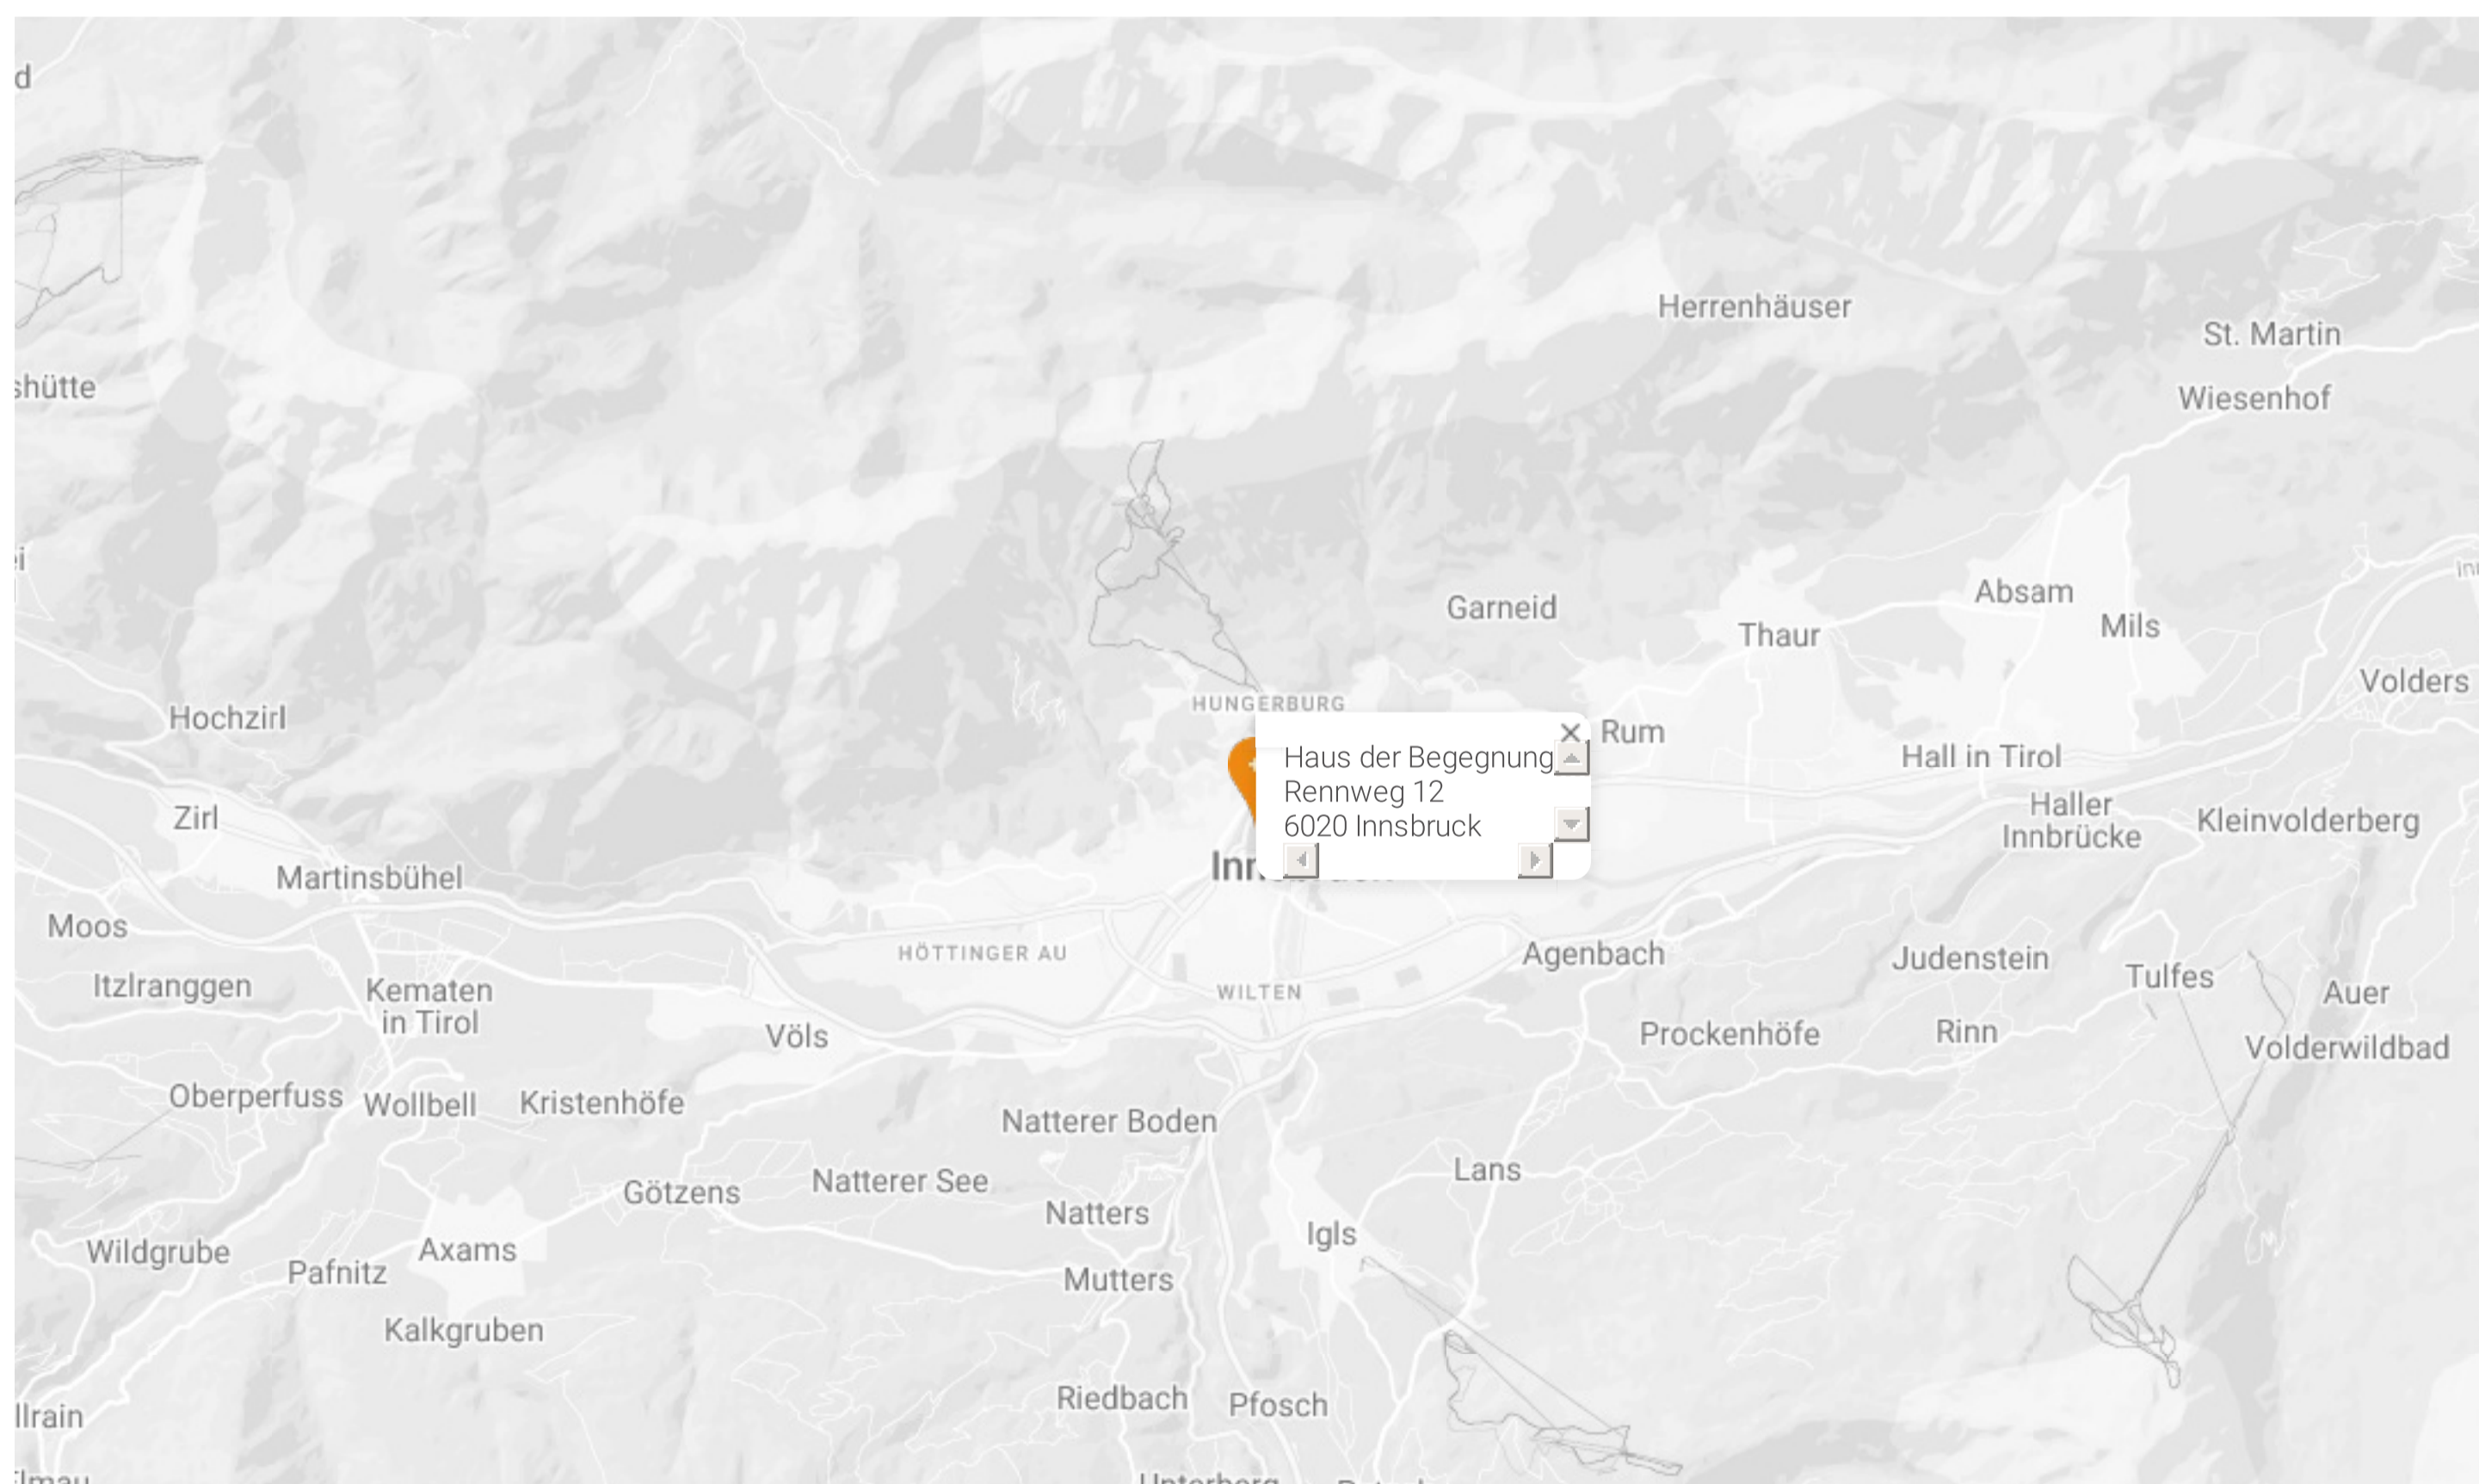 Herrenhäuser
St. Martin
Wiesenhof
Garneid
Absam
Thaur
Mils
Volders
HUNGERBURG
Hochzirl
Rum
Haus der Begegnung
Rennweg 12
6020 Innsbruck
Hall in Tirol
Haller
Innbrücke
Kleinvolderberg
Zirl
Martinsbühel
Moos
HÖTTINGER AU
Agenbach
Judenstein
Tulfes
Itzlranggen
Kematen
in Tirol
WILTEN
Auer
Völs
Prockenhöfe
Rinn
Volderwildbad
Oberperfuss
Wollbell
Kristenhöfe
Natterer Boden
Lans
Götzens
Natterer See
Natters
Igls
Wildgrube
Axams
Pafnitz
Mutters
Kalkgruben
Riedbach
Pfosch